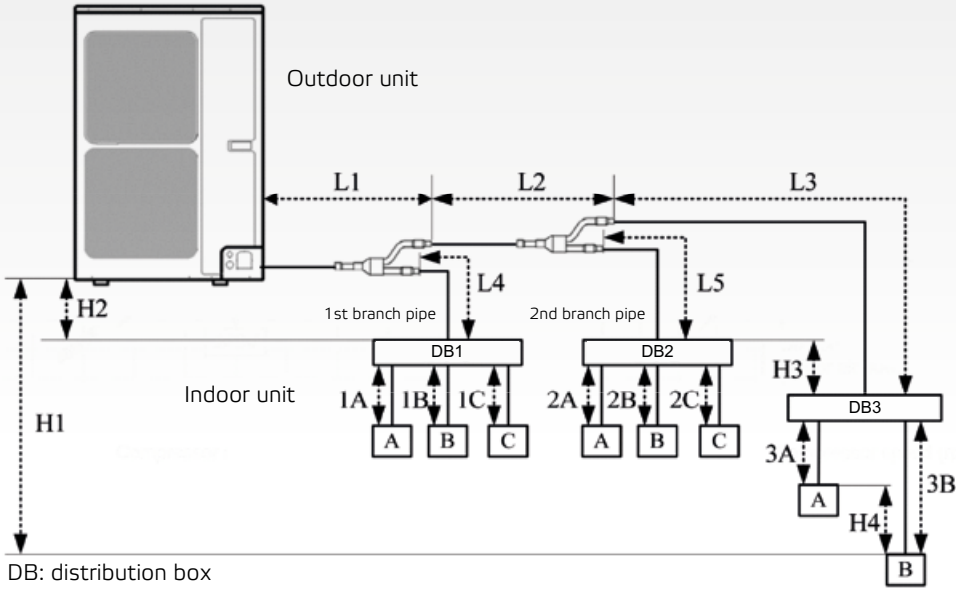 Outdoor unit
L1
L2
L3
L4
L5
H2
1st branch pipe
2nd branch pipe
DB1
DB2
H3
Indoor unit
1A
1B
1C
2A
2B
2C
DB3
H1
A
B
C
A
B
C
3A
3B
A
H4
B
DB: distribution box